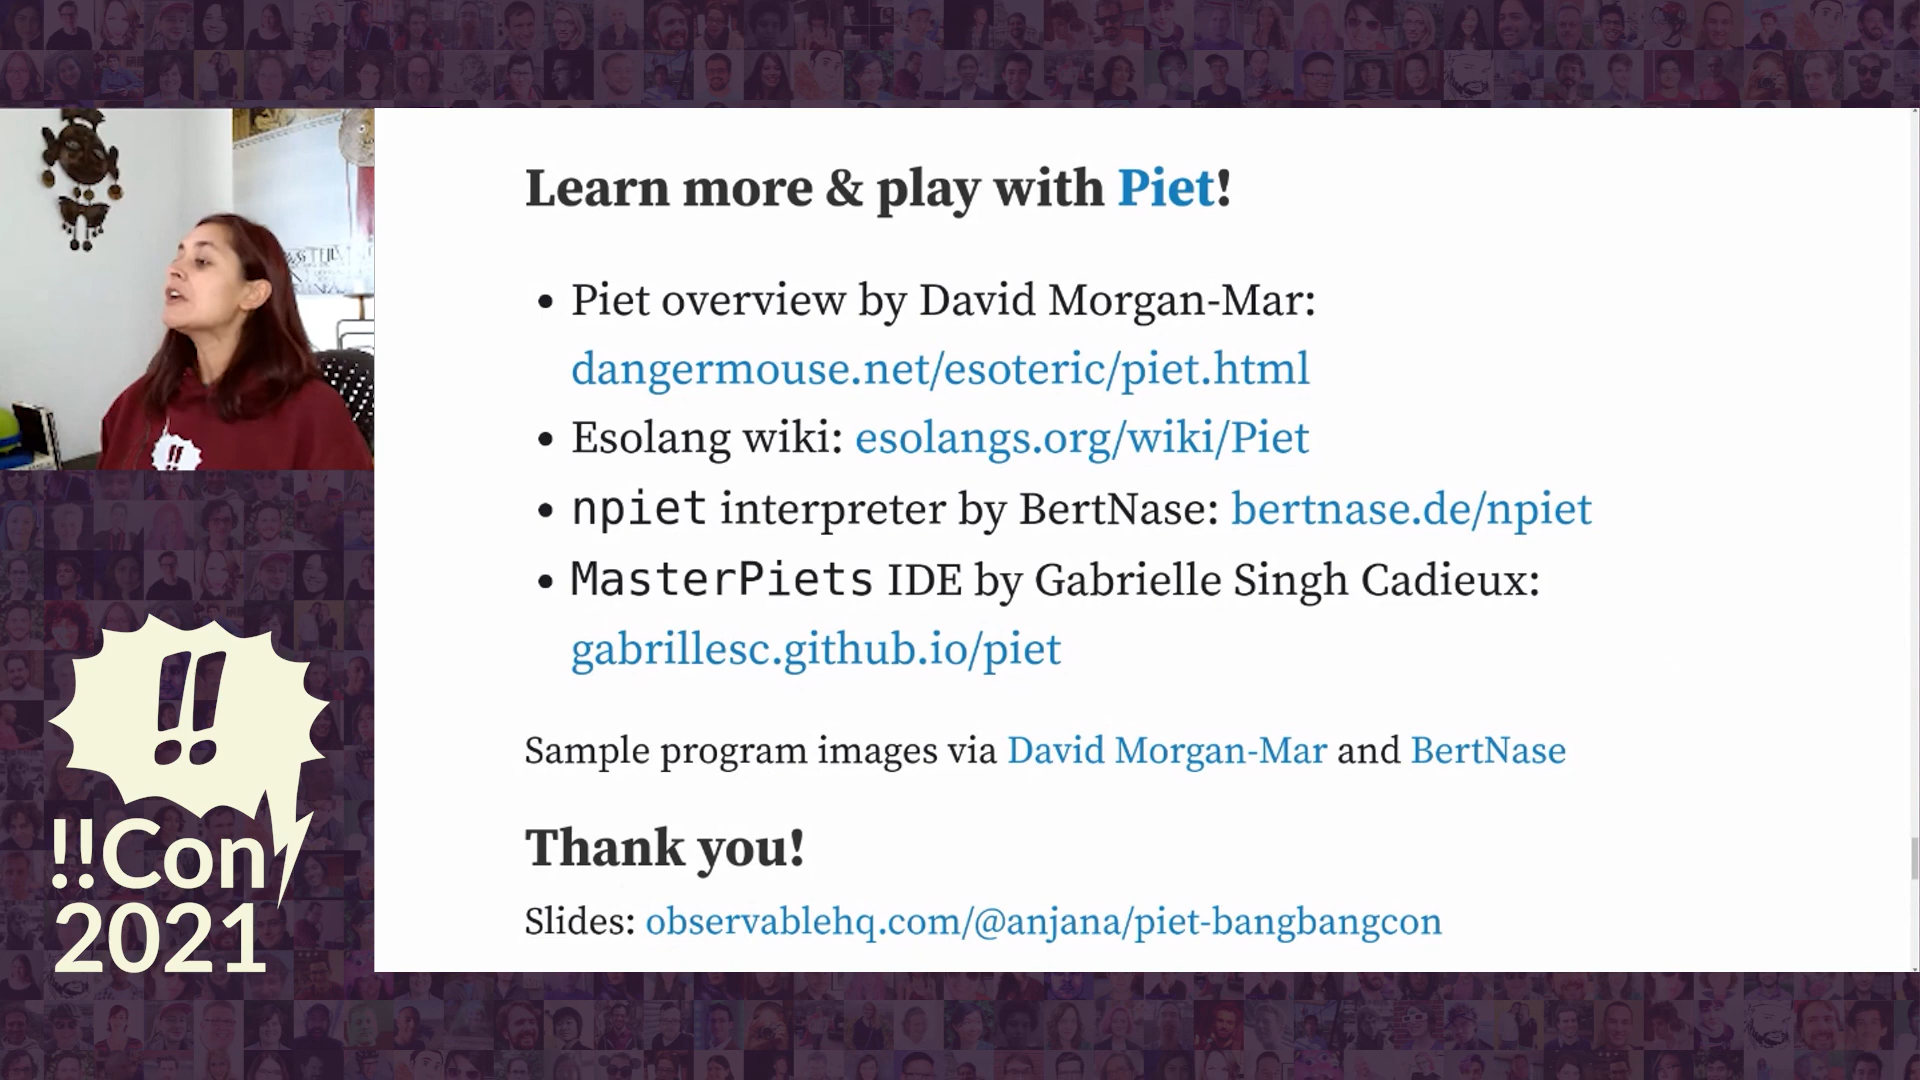 Learn more & play with Piet!
• Piet overview by David Morgan-Mar:
dangermouse.net/esoteric/piet.html
• Esolang wiki: esolangs.org/wiki/Piet
• npiet interpreter by BertNase: bertnase.de/npiet
• MasterPiets IDE by Gabrielle Singh Cadieux:
gabrillesc.github.io/piet
Sample program images via David Morgan-Mar and BertNase
Thank you!
Slides: observablehq.com/@anjana/piet-bangbangcon
!!
!!
!!Con
2021